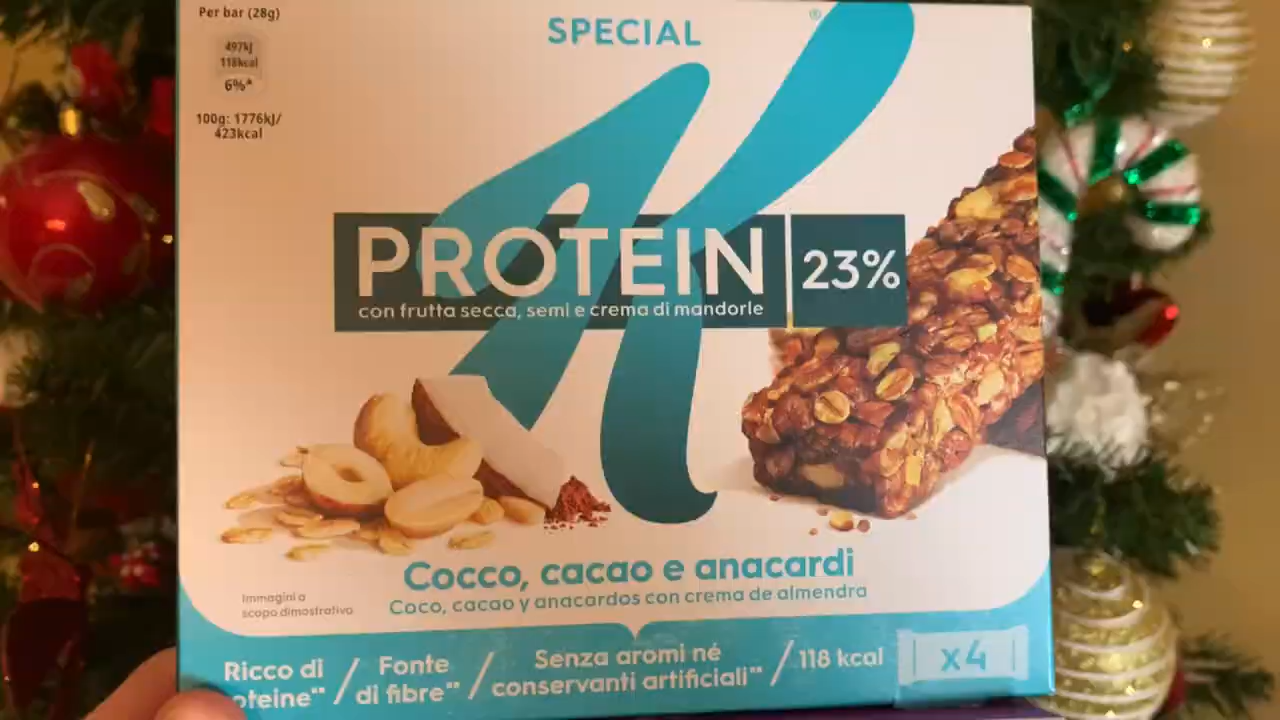 Per bar (28g)
497kJ
118kcal
6%*
100g: 1776kJ/
423kcal
SPECIAL ®
K
PROTEIN 23%
con frutta secca, semi e crema di mandorle
Cocco, cacao e anacardi
Coco, cacao y anacardos con crema de almendra
Immagini a
scopo dimostrativo
Ricco di
oteine**
/ Fonte
di fibre**
/ Senza aromi né
conservanti artificiali**
/ 118 kcal
x4